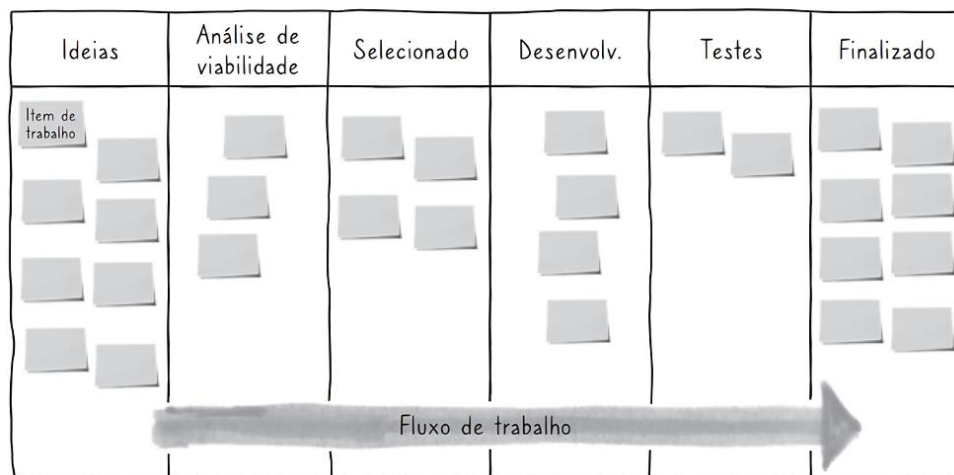 Ideias
Análise de
viabilidade
Selecionado
Desenvolv.
Testes
Finalizado
Item de
trabalho
Fluxo de trabalho